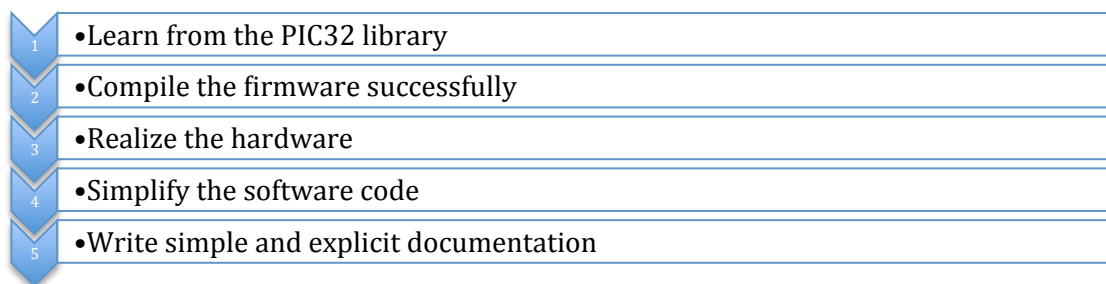 1 •Learn from the PIC32 library
2 •Compile the firmware successfully
3 •Realize the hardware
4 •Simplify the software code
5 •Write simple and explicit documentation